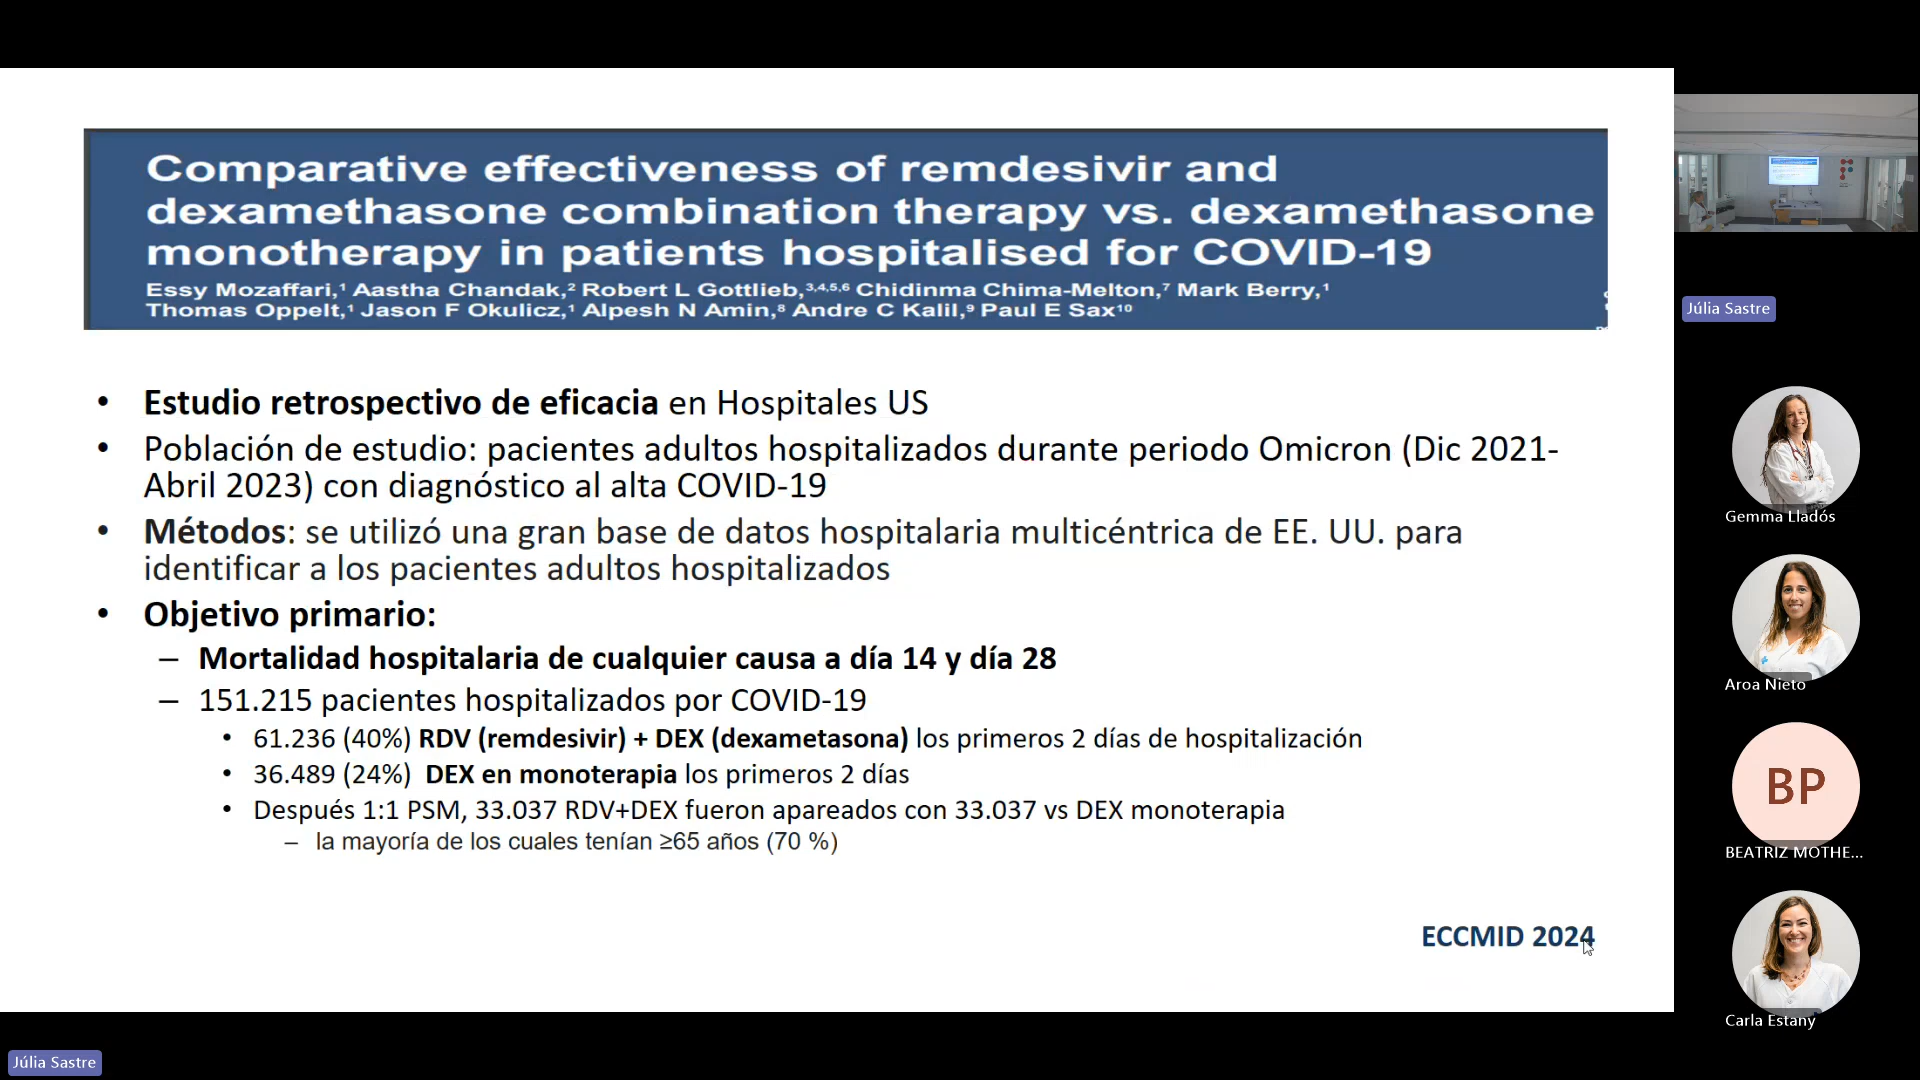 Comparative effectiveness of remdesivir and
dexamethasone combination therapy vs. dexamethasone
monotherapy in patients hospitalised for COVID-19
Essy Mozaffari,¹ Aastha Chandak,² Robert L Gottlieb,³,⁴,⁵,⁶ Chidinma Chima-Melton,⁷ Mark Berry,¹
Thomas Oppelt,¹ Jason F Okulicz,¹ Alpesh N Amin,⁸ Andre C Kalil,⁹ Paul E Sax¹⁰
• Estudio retrospectivo de eficacia en Hospitales US
• Población de estudio: pacientes adultos hospitalizados durante periodo Omicron (Dic 2021-
Abril 2023) con diagnóstico al alta COVID-19
• Métodos: se utilizó una gran base de datos hospitalaria multicéntrica de EE. UU. para
identificar a los pacientes adultos hospitalizados
• Objetivo primario:
– Mortalidad hospitalaria de cualquier causa a día 14 y día 28
– 151.215 pacientes hospitalizados por COVID-19
• 61.236 (40%) RDV (remdesivir) + DEX (dexametasona) los primeros 2 días de hospitalización
• 36.489 (24%) DEX en monoterapia los primeros 2 días
• Después 1:1 PSM, 33.037 RDV+DEX fueron apareados con 33.037 vs DEX monoterapia
– la mayoría de los cuales tenían ≥65 años (70 %)
ECCMID 2024
Júlia Sastre
Gemma Lladós
Aroa Nieto
BP
BEATRIZ MOTHE...
Carla Estany
Júlia Sastre